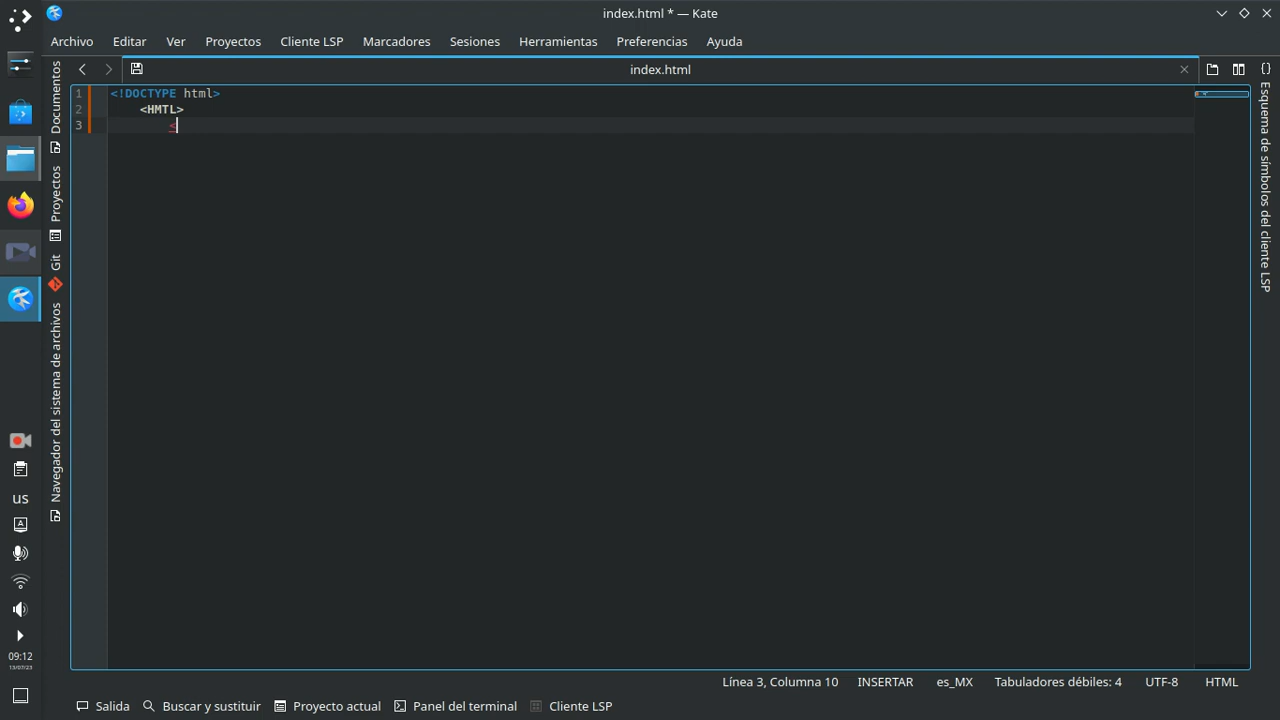 index.html * — Kate
Archivo Editar Ver Proyectos Cliente LSP Marcadores Sesiones Herramientas Preferencias Ayuda
index.html
1 <!DOCTYPE html>
2 <HMTL>
3 <
Documentos
Proyectos
Git
Navegador del sistema de archivos
{} Esquema de símbolos del cliente LSP
us
A
09:12
13/07/23
Línea 3, Columna 10 INSERTAR es_MX Tabuladores débiles: 4 UTF-8 HTML
Salida Buscar y sustituir Proyecto actual Panel del terminal Cliente LSP